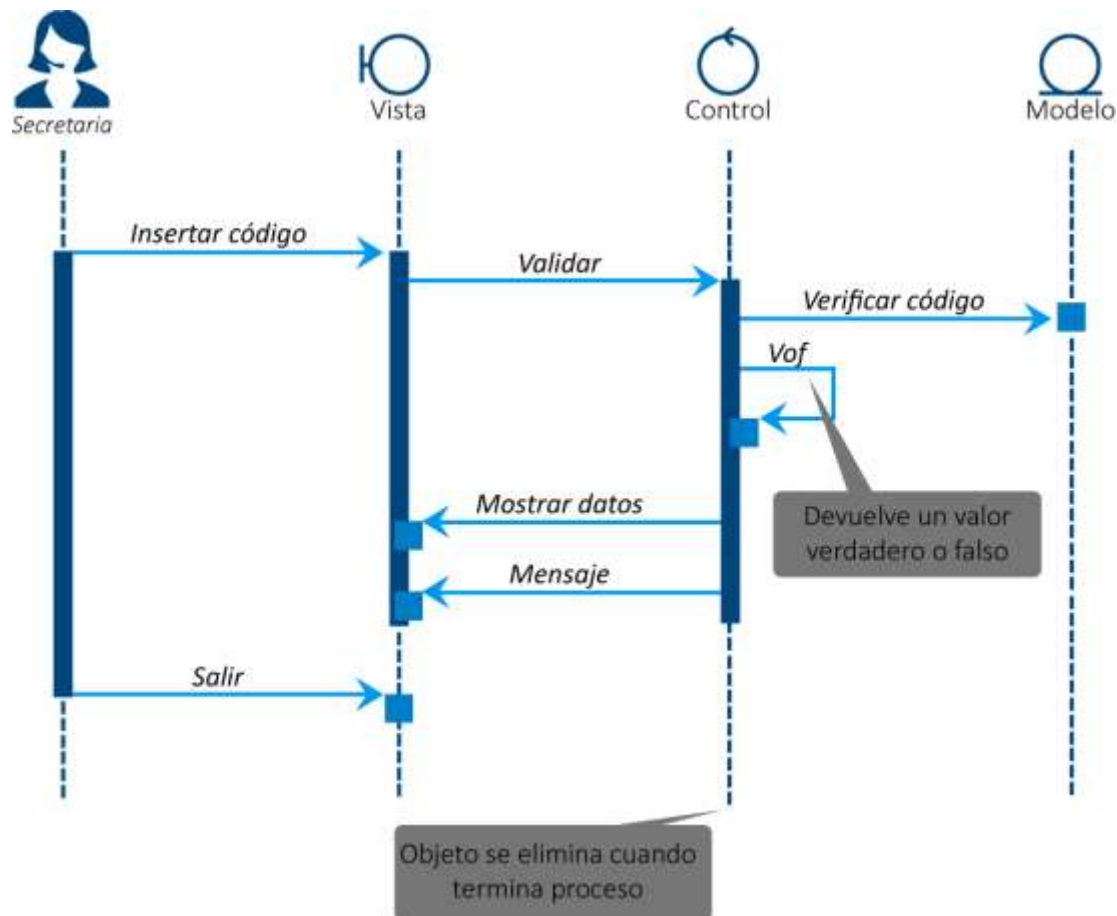 Secretaria
Vista
Control
Modelo
Insertar código
Validar
Verificar código
Vof
Devuelve un valor
verdadero o falso
Mostrar datos
Mensaje
Salir
Objeto se elimina cuando
termina proceso